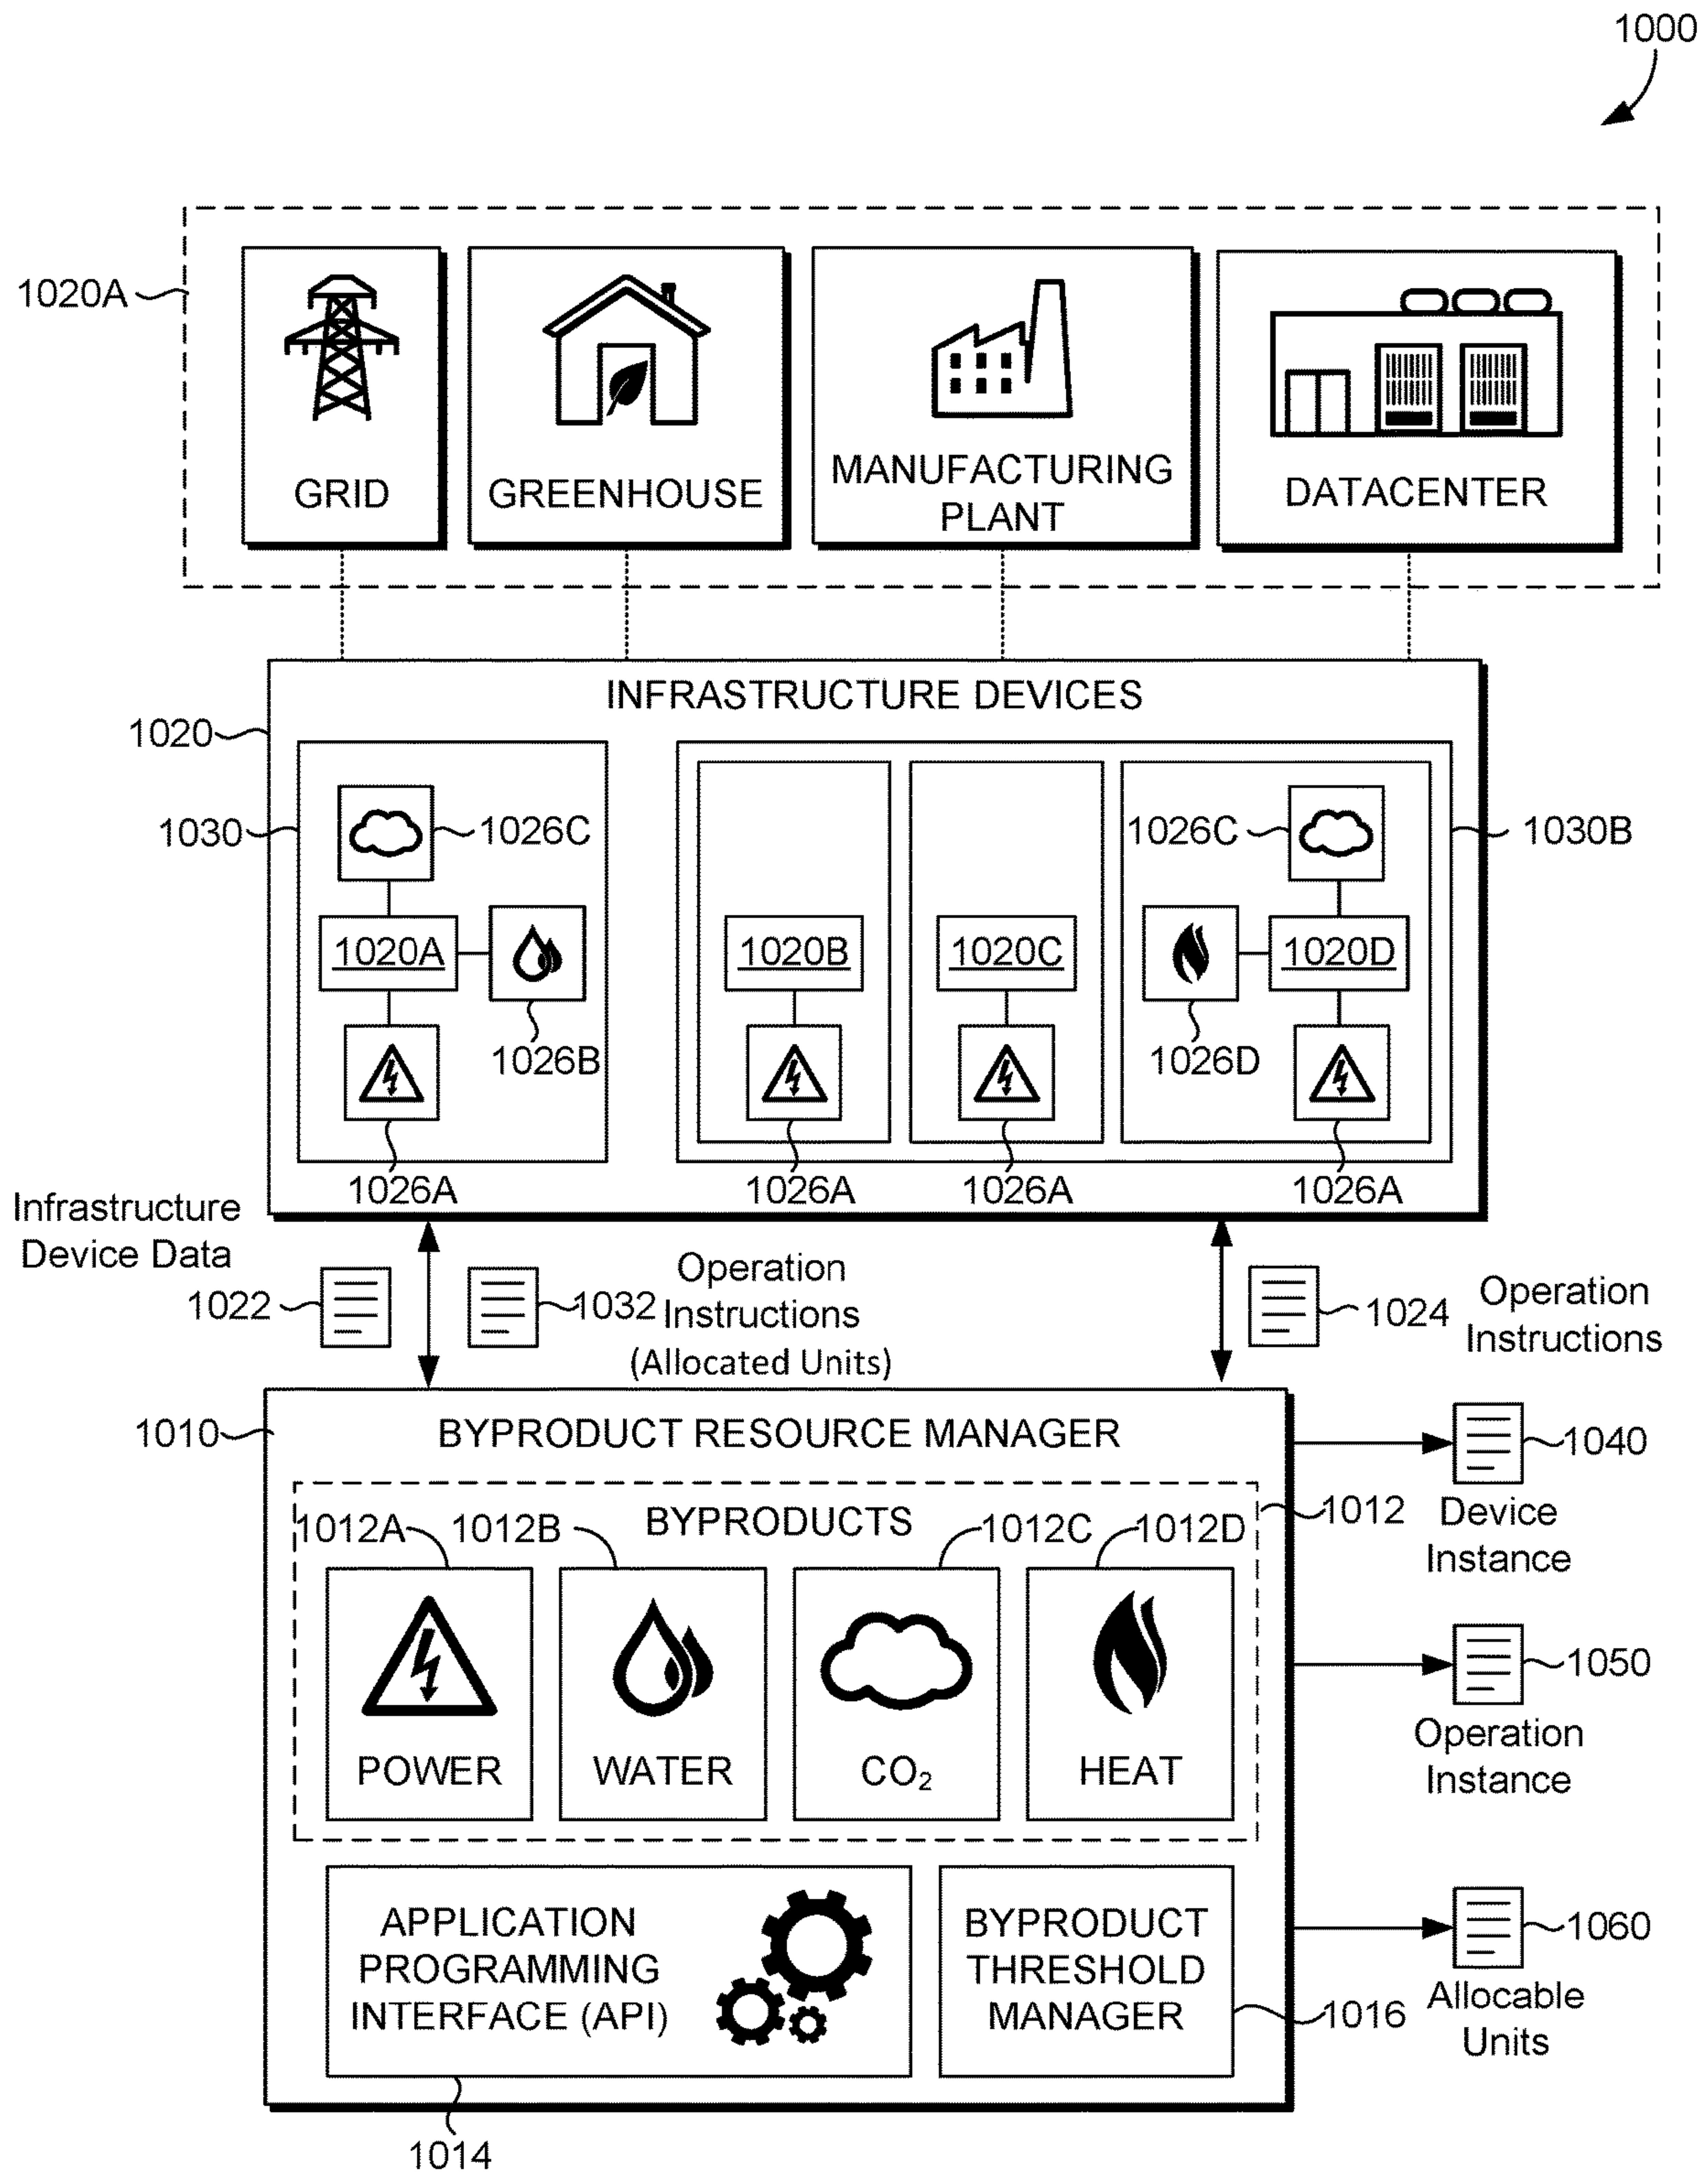 1000
1020A
GRID
GREENHOUSE
MANUFACTURING
PLANT
DATACENTER
INFRASTRUCTURE DEVICES
1020
1030
1026C
1026C
1030B
1020A
1020B
1020C
1020D
1026B
1026D
1026A
1026A
1026A
1026A
Infrastructure
Device Data
1022
1032
Operation
Instructions
(Allocated Units)
1024
Operation
Instructions
1010
BYPRODUCT RESOURCE MANAGER
1040
Device
Instance
BYPRODUCTS
1012
1012A
1012B
1012C
1012D
POWER
WATER
CO₂
HEAT
1050
Operation
Instance
APPLICATION
PROGRAMMING
INTERFACE (API)
BYPRODUCT
THRESHOLD
MANAGER
1060
Allocable
Units
1016
1014